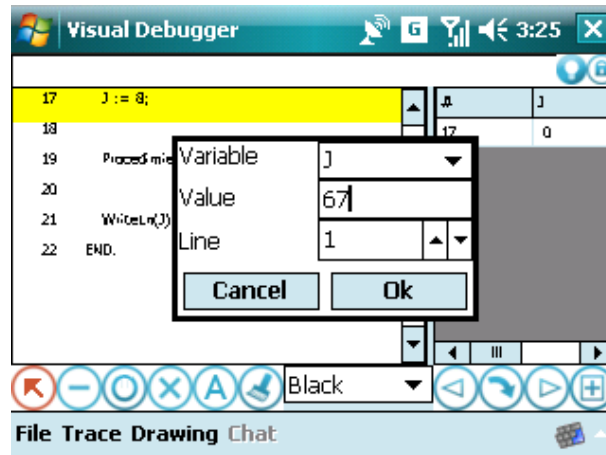 Visual Debugger G 3:25
17 J := 8; Л J
18 17 0
19
Variable J
20
Value 67
21 WriteLn(J)
Line 1
22 END.
Cancel Ok
A Black
File Trace Drawing Chat